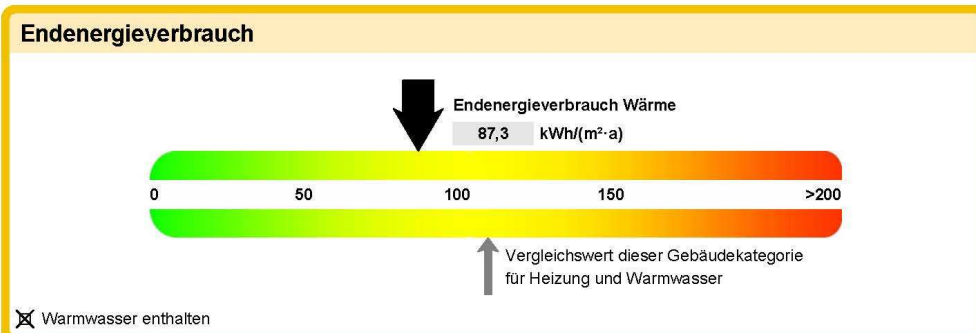 Endenergieverbrauch
Endenergieverbrauch Wärme
87,3 kWh/(m²·a)
0 50 100 150 >200
Vergleichswert dieser Gebäudekategorie
für Heizung und Warmwasser
Warmwasser enthalten